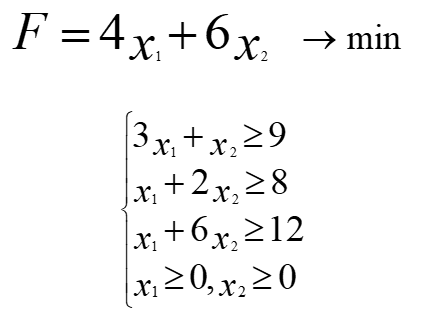 F = 4x₁ + 6x₂ → min
3x₁ + x₂ ≥ 9
x₁ + 2x₂ ≥ 8
x₁ + 6x₂ ≥ 12
x₁ ≥ 0, x₂ ≥ 0